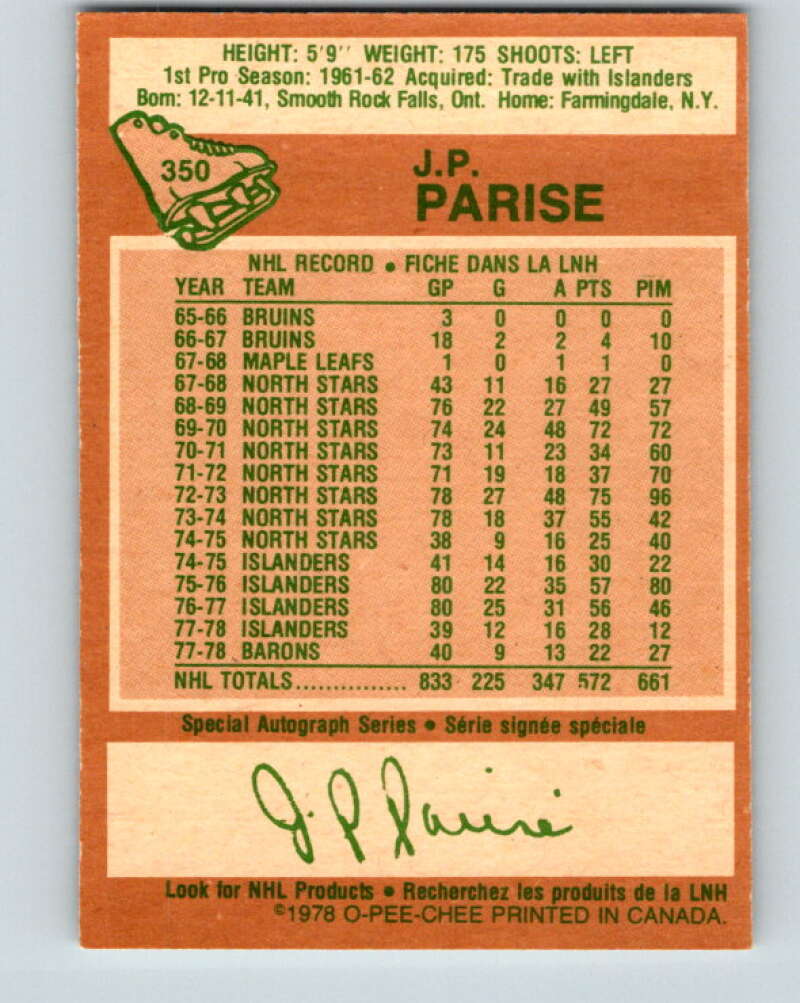 HEIGHT: 5'9'' WEIGHT: 175 SHOOTS: LEFT
1st Pro Season: 1961-62 Acquired: Trade with Islanders
Born: 12-11-41, Smooth Rock Falls, Ont. Home: Farmingdale, N.Y.
350
J.P.
PARISE
NHL RECORD • FICHE DANS LA LNH
YEAR TEAM GP G A PTS PIM
65-66 BRUINS 3 0 0 0 0
66-67 BRUINS 18 2 2 4 10
67-68 MAPLE LEAFS 1 0 1 1 0
67-68 NORTH STARS 43 11 16 27 27
68-69 NORTH STARS 76 22 27 49 57
69-70 NORTH STARS 74 24 48 72 72
70-71 NORTH STARS 73 11 23 34 60
71-72 NORTH STARS 71 19 18 37 70
72-73 NORTH STARS 78 27 48 75 96
73-74 NORTH STARS 78 18 37 55 42
74-75 NORTH STARS 38 9 16 25 40
74-75 ISLANDERS 41 14 16 30 22
75-76 ISLANDERS 80 22 35 57 80
76-77 ISLANDERS 80 25 31 56 46
77-78 ISLANDERS 39 12 16 28 12
77-78 BARONS 40 9 13 22 27
NHL TOTALS............... 833 225 347 572 661
Special Autograph Series • Série signée spéciale
J. P. Parisé
Look for NHL Products • Recherchez les produits de la LNH
©1978 O-PEE-CHEE PRINTED IN CANADA.